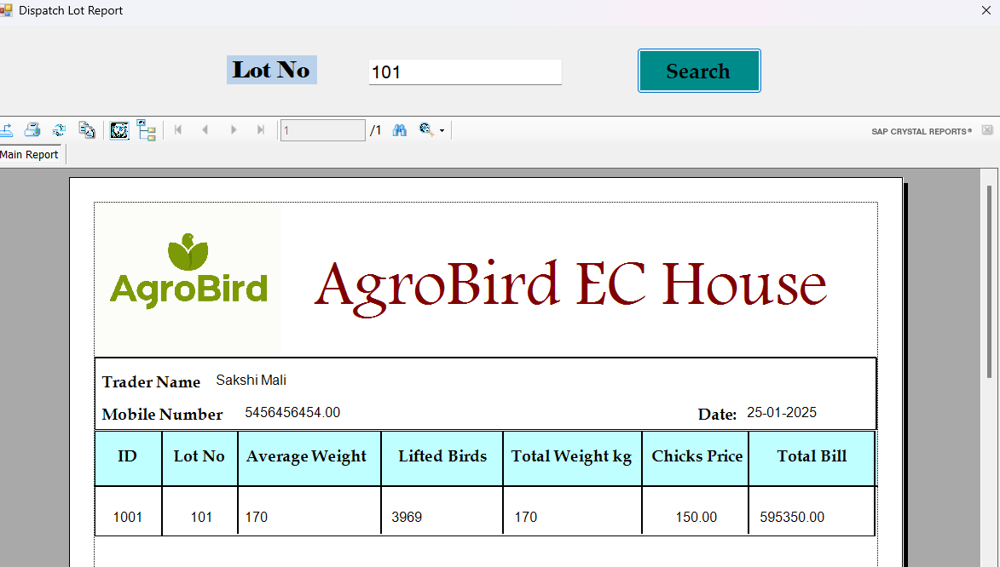 Dispatch Lot Report
Lot No 101 Search
1 /1 SAP CRYSTAL REPORTS®
Main Report
AgroBird
AgroBird EC House
Trader Name Sakshi Mali
Mobile Number 5456456454.00 Date: 25-01-2025
ID Lot No Average Weight Lifted Birds Total Weight kg Chicks Price Total Bill
1001 101 170 3969 170 150.00 595350.00